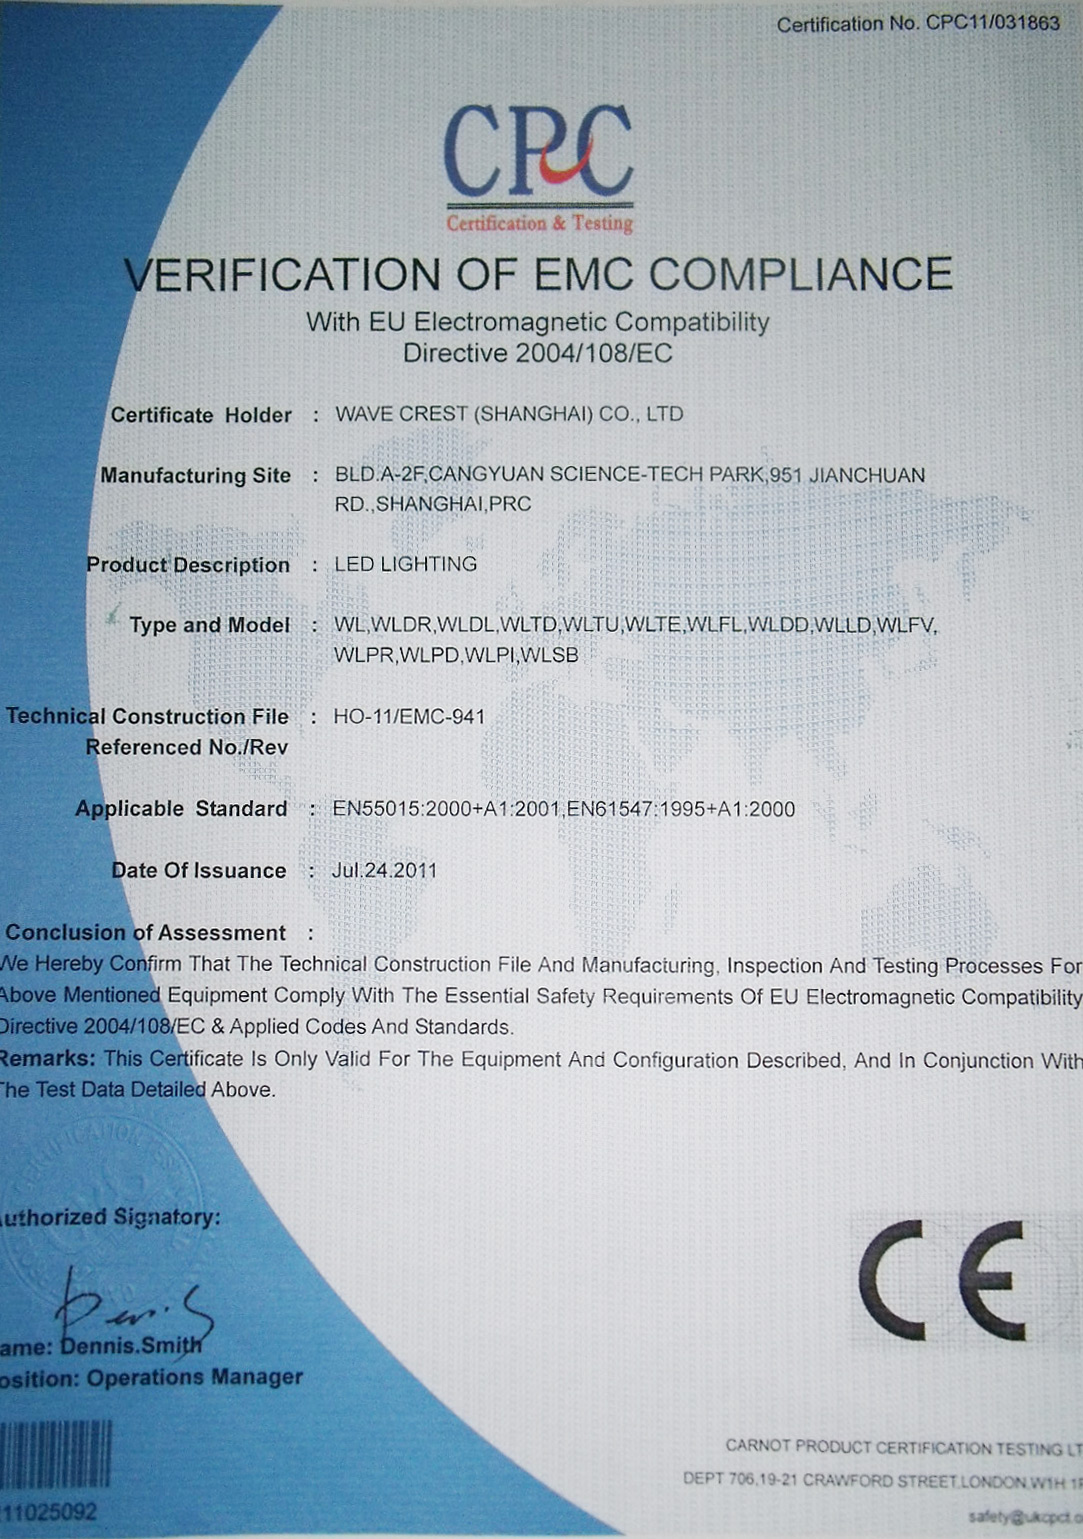 Certification No. CPC11/031863
CPC
Certification & Testing
VERIFICATION OF EMC COMPLIANCE
With EU Electromagnetic Compatibility
Directive 2004/108/EC
Certificate Holder : WAVE CREST (SHANGHAI) CO., LTD
Manufacturing Site : BLD.A-2F,CANGYUAN SCIENCE-TECH PARK,951 JIANCHUAN
RD.,SHANGHAI,PRC
Product Description : LED LIGHTING
Type and Model : WL,WLDR,WLDL,WLTD,WLTU,WLTE,WLFL,WLDD,WLLD,WLFV,
WLPR,WLPD,WLPI,WLSB
Technical Construction File : HO-11/EMC-941
Referenced No./Rev
Applicable Standard : EN55015:2000+A1:2001,EN61547:1995+A1:2000
Date Of Issuance : Jul.24.2011
Conclusion of Assessment :
We Hereby Confirm That The Technical Construction File And Manufacturing, Inspection And Testing Processes For
Above Mentioned Equipment Comply With The Essential Safety Requirements Of EU Electromagnetic Compatibility
Directive 2004/108/EC & Applied Codes And Standards.
Remarks: This Certificate Is Only Valid For The Equipment And Configuration Described, And In Conjunction With
The Test Data Detailed Above.
uthorized Signatory:
ame: Dennis.Smith
osition: Operations Manager
CE
11025092
CARNOT PRODUCT CERTIFICATION TESTING LT
DEPT 706,19-21 CRAWFORD STREET,LONDON,W1H 1P
safety@ukcpct.c